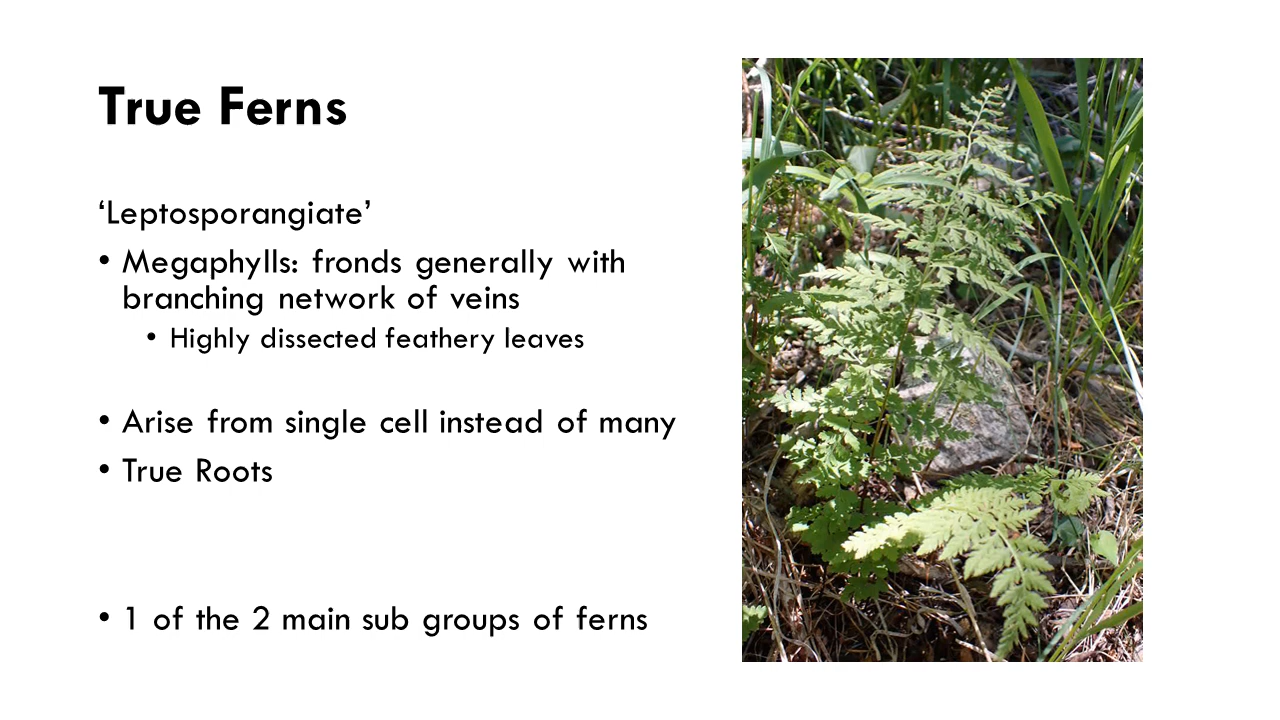 True Ferns
‘Leptosporangiate’
• Megaphylls: fronds generally with
branching network of veins
• Highly dissected feathery leaves
• Arise from single cell instead of many
• True Roots
• 1 of the 2 main sub groups of ferns